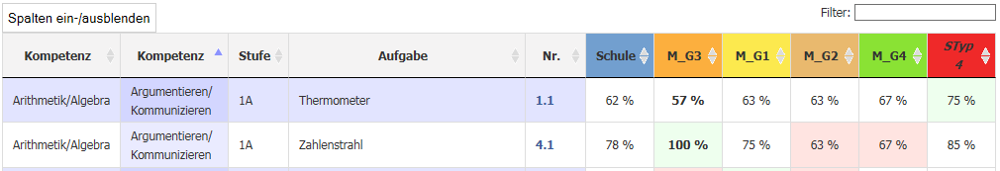 Spalten ein-/ausblenden
Filter:
Kompetenz Kompetenz Stufe Aufgabe Nr. Schule M_G3 M_G1 M_G2 M_G4 STyp 4
Arithmetik/Algebra Argumentieren/ Kommunizieren 1A Thermometer 1.1 62 % 57 % 63 % 63 % 67 % 75 %
Arithmetik/Algebra Argumentieren/ Kommunizieren 1A Zahlenstrahl 4.1 78 % 100 % 75 % 63 % 67 % 85 %